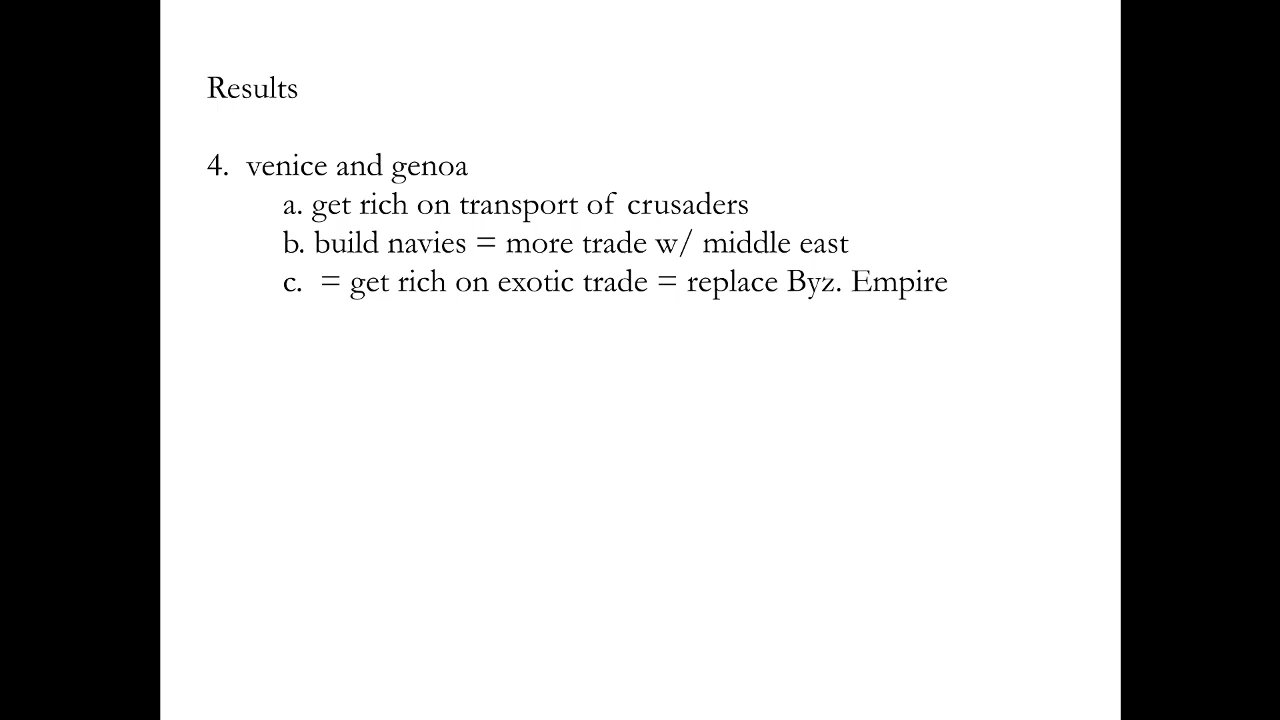 Results
4. venice and genoa
a. get rich on transport of crusaders
b. build navies = more trade w/ middle east
c. = get rich on exotic trade = replace Byz. Empire